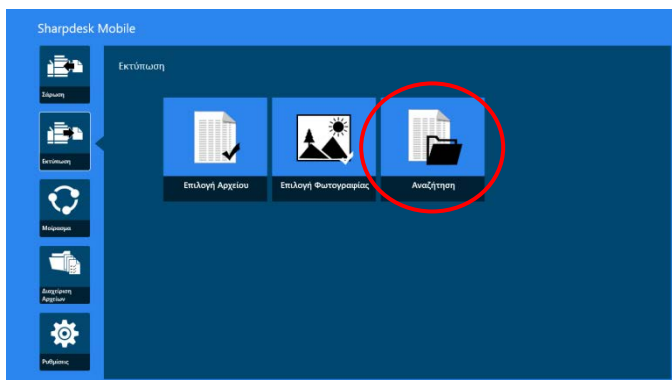 Sharpdesk Mobile
Σάρωση
Εκτύπωση
Εκτύπωση
Επιλογή Αρχείου
Επιλογή Φωτογραφίας
Αναζήτηση
Μοίρασμα
Διαχείριση
Αρχείων
Ρυθμίσεις